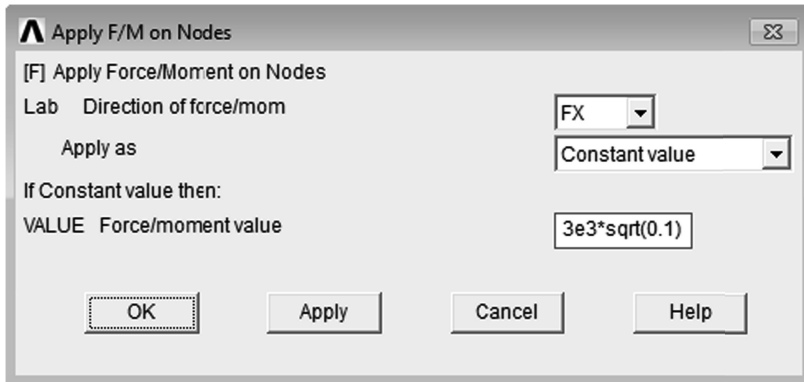 Apply F/M on Nodes
[F] Apply Force/Moment on Nodes
Lab Direction of force/mom FX
Apply as Constant value
If Constant value then:
VALUE Force/moment value 3e3*sqrt(0.1)
OK Apply Cancel Help